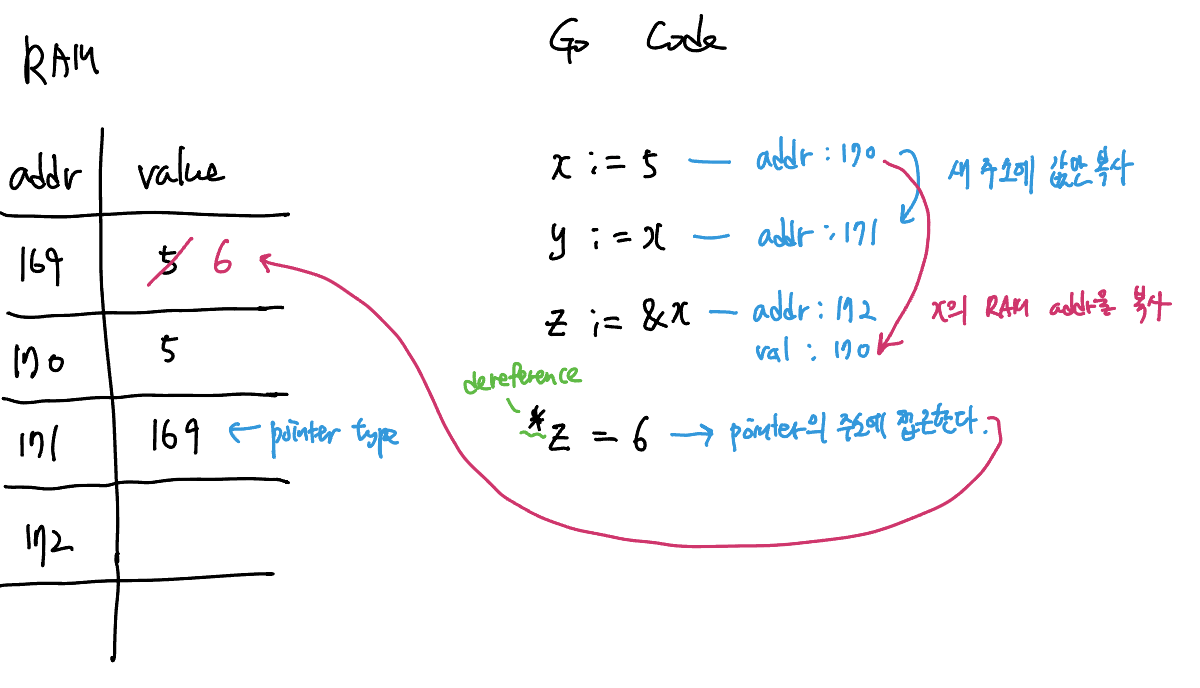 RAM
addr value
169 5 6
170 5
171 169 ← pointer type
172
Go Code
x := 5 — addr : 170
새 주소에 값만 복사
y := x — addr : 171
z := &x — addr : 172
val : 170
x의 RAM addr을 복사
dereference
*z = 6 → pointer의 주소에 접근한다.